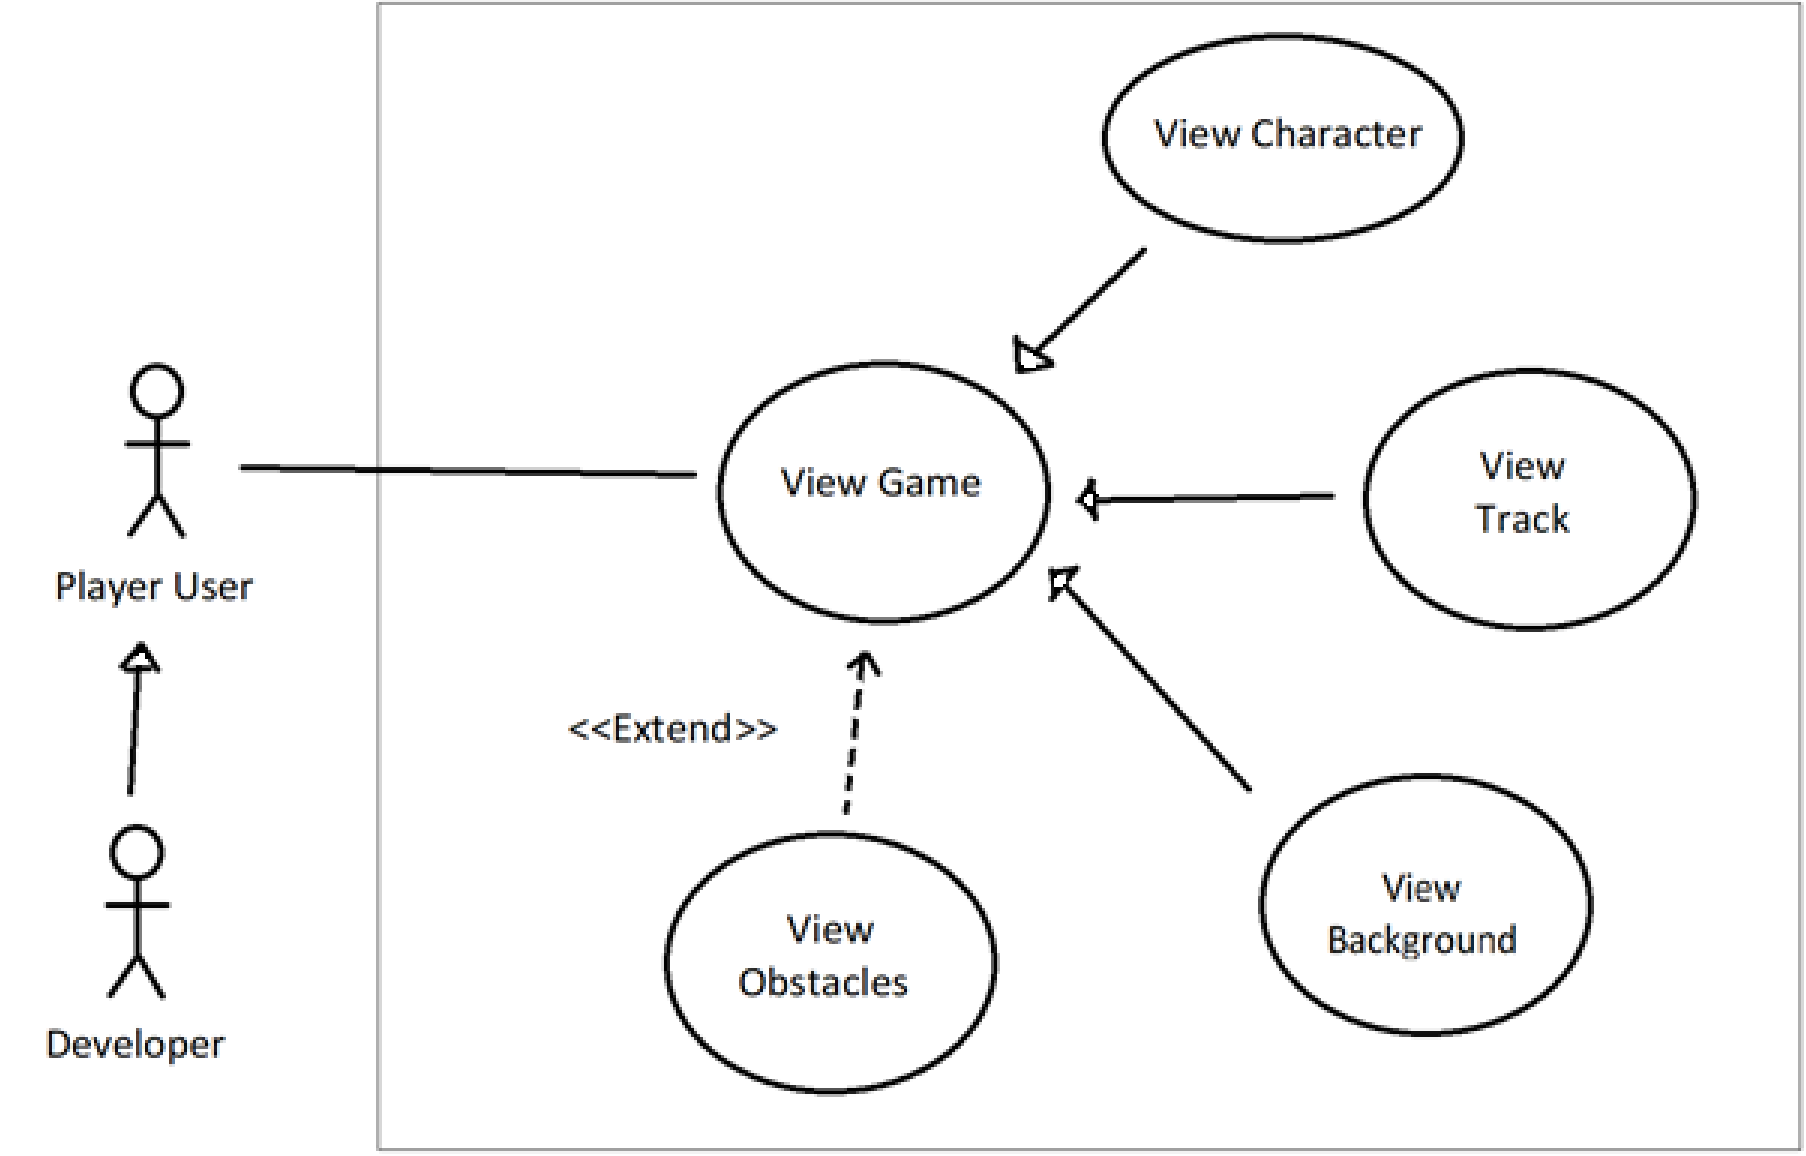 View Character
View Game
View
Track
Player User
<<Extend>>
View
Obstacles
View
Background
Developer